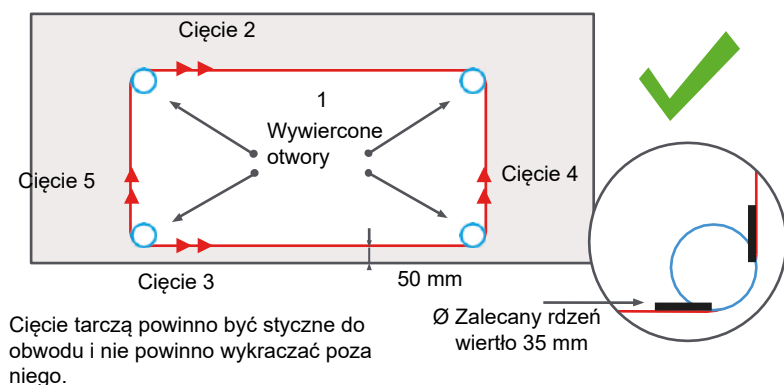 Cięcie 2
1
Wywiercone
otwory
Cięcie 5
Cięcie 4
Cięcie 3
50 mm
Ø Zalecany rdzeń
wiertło 35 mm
Cięcie tarczą powinno być styczne do
obwodu i nie powinno wykraczać poza
niego.